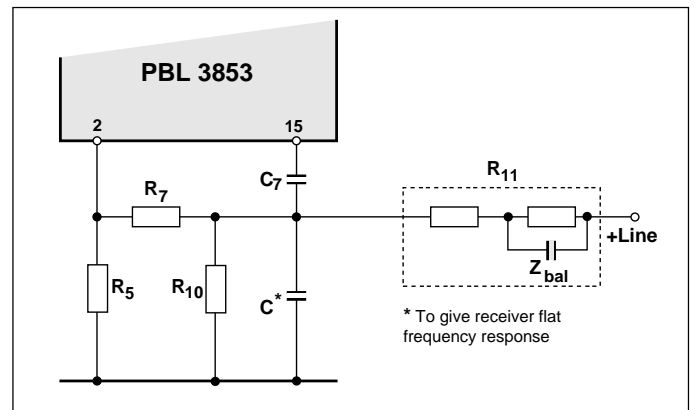 PBL 3853
2
15
C7
R11
R7
+Line
Zbal
R5
R10
C*
* To give receiver flat
frequency response